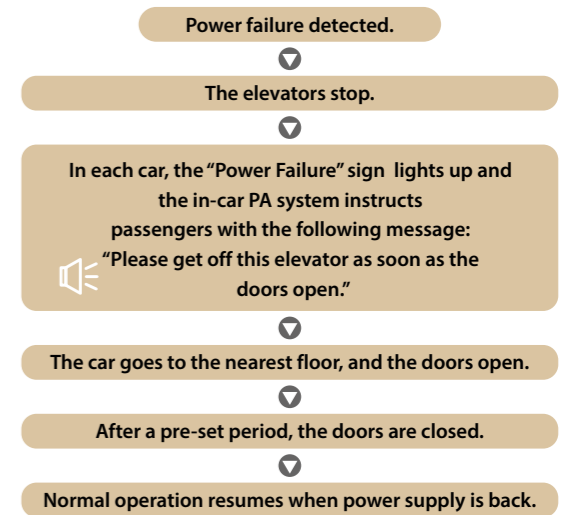 Power failure detected.
The elevators stop.
In each car, the “Power Failure” sign lights up and
the in-car PA system instructs
passengers with the following message:
“Please get off this elevator as soon as the
doors open.”
The car goes to the nearest floor, and the doors open.
After a pre-set period, the doors are closed.
Normal operation resumes when power supply is back.